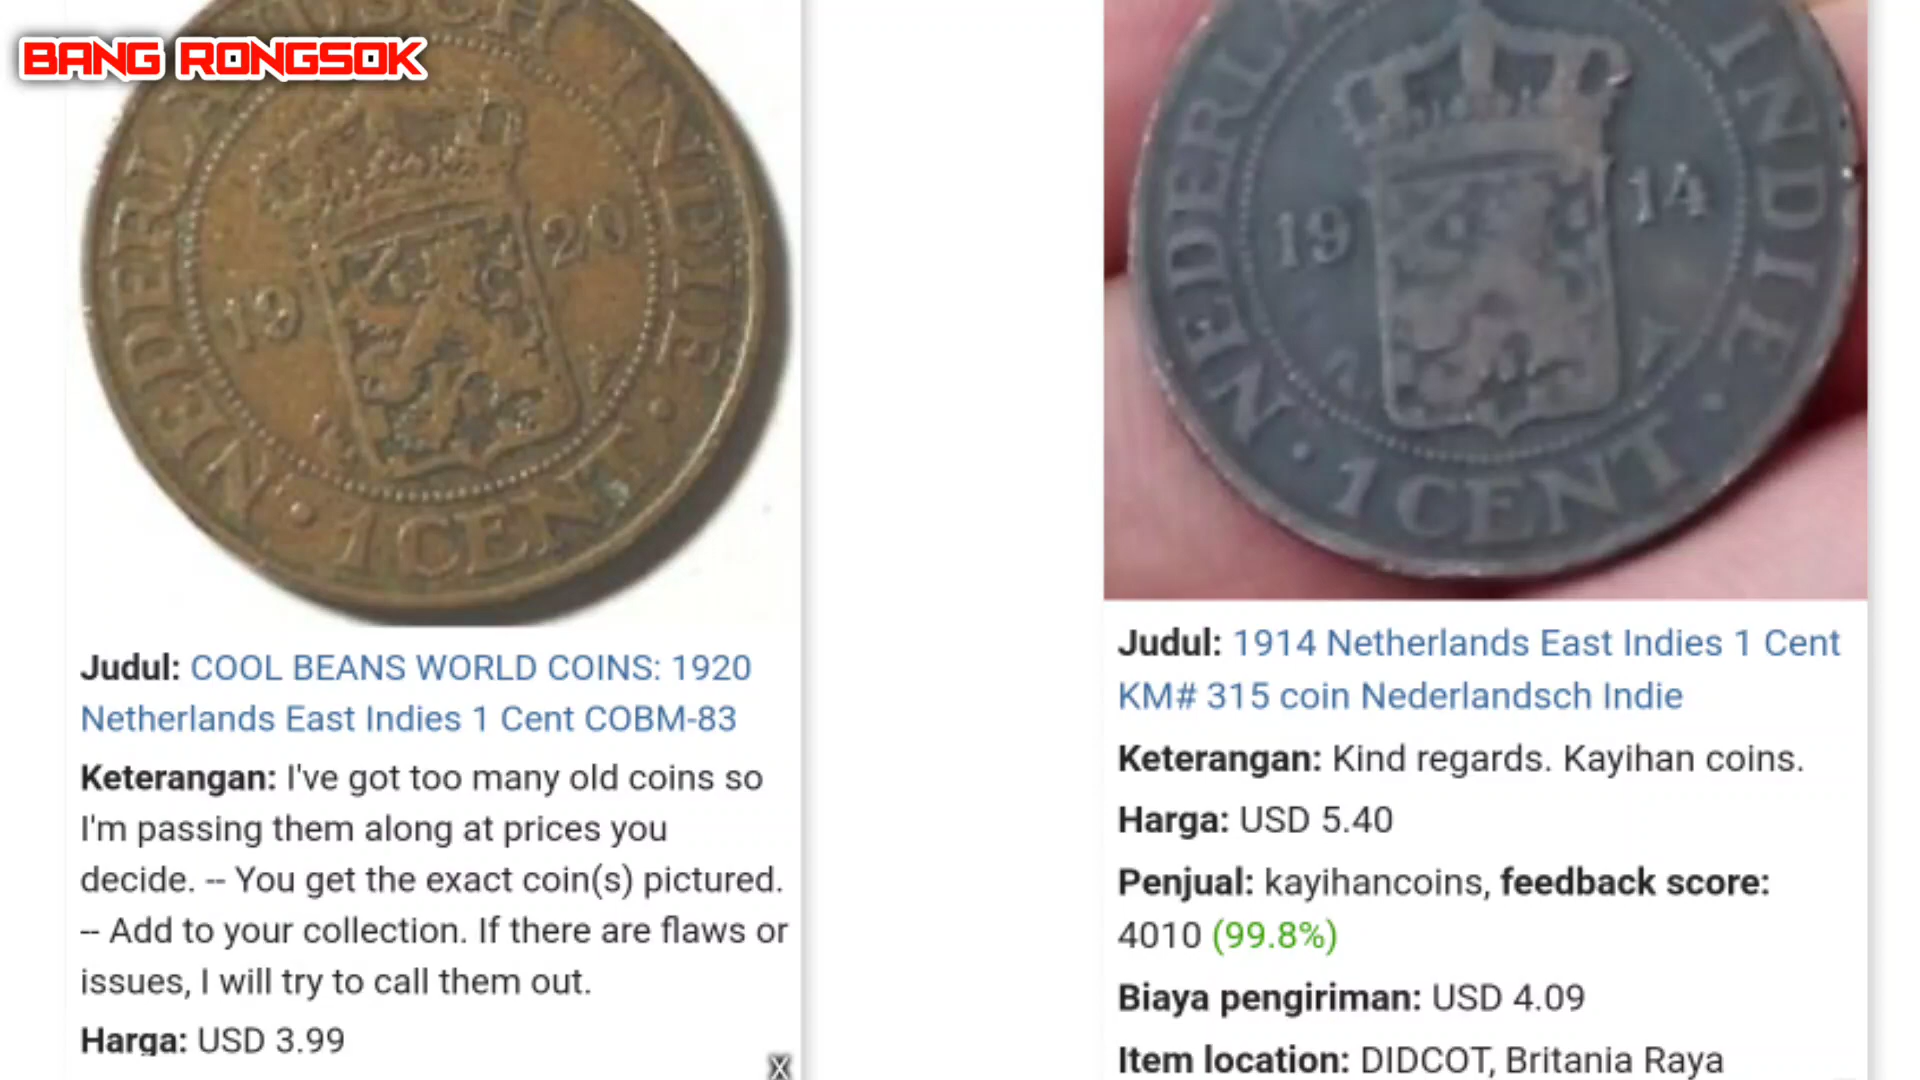 BANG RONGSOK
NEDERLANDSCH INDIE
19 20
1 CENT
Judul: COOL BEANS WORLD COINS: 1920
Netherlands East Indies 1 Cent COBM-83
Keterangan: I've got too many old coins so
I'm passing them along at prices you
decide. -- You get the exact coin(s) pictured.
-- Add to your collection. If there are flaws or
issues, I will try to call them out.
Harga: USD 3.99
X
NEDERLA INDIE
19 14
1 CENT
Judul: 1914 Netherlands East Indies 1 Cent
KM# 315 coin Nederlandsch Indie
Keterangan: Kind regards. Kayihan coins.
Harga: USD 5.40
Penjual: kayihancoins, feedback score:
4010 (99.8%)
Biaya pengiriman: USD 4.09
Item location: DIDCOT, Britania Raya